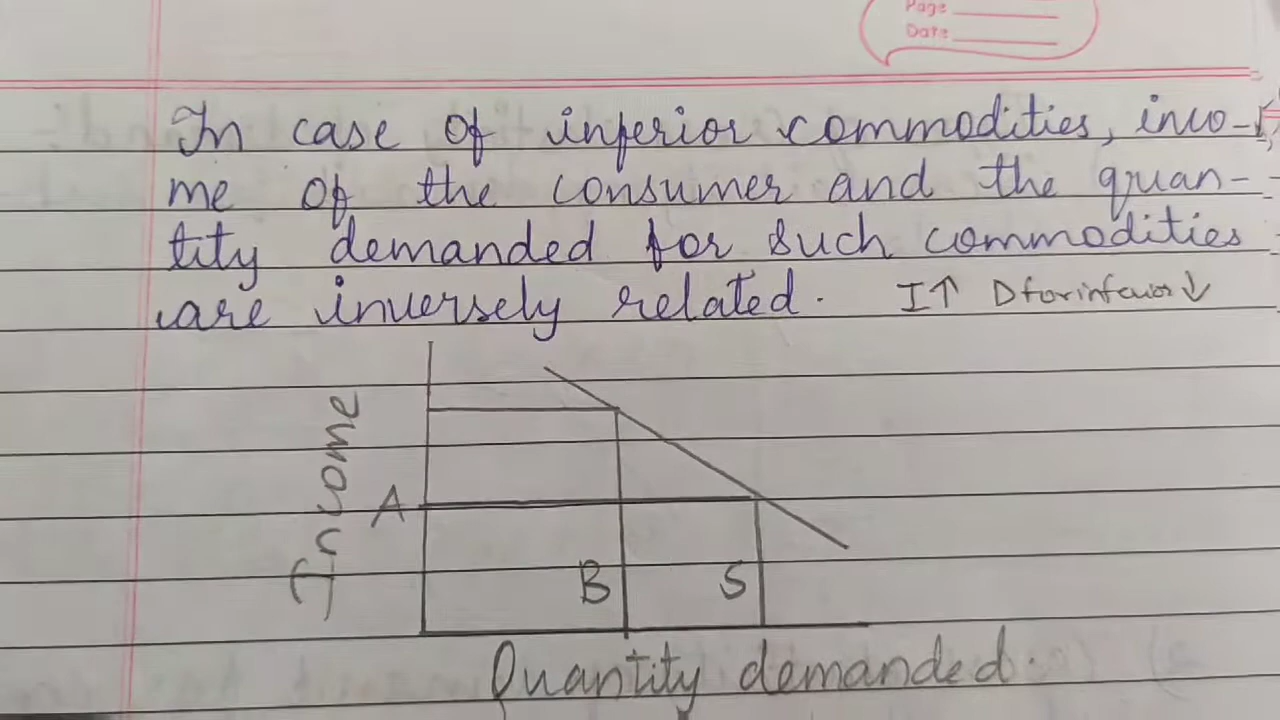 Page
Date
In case of inferior commodities, inco-
me of the consumer and the quan-
tity demanded for such commodities
are inversely related. I↑ D for inferior ↓
Income
A
B S
Quantity demanded.